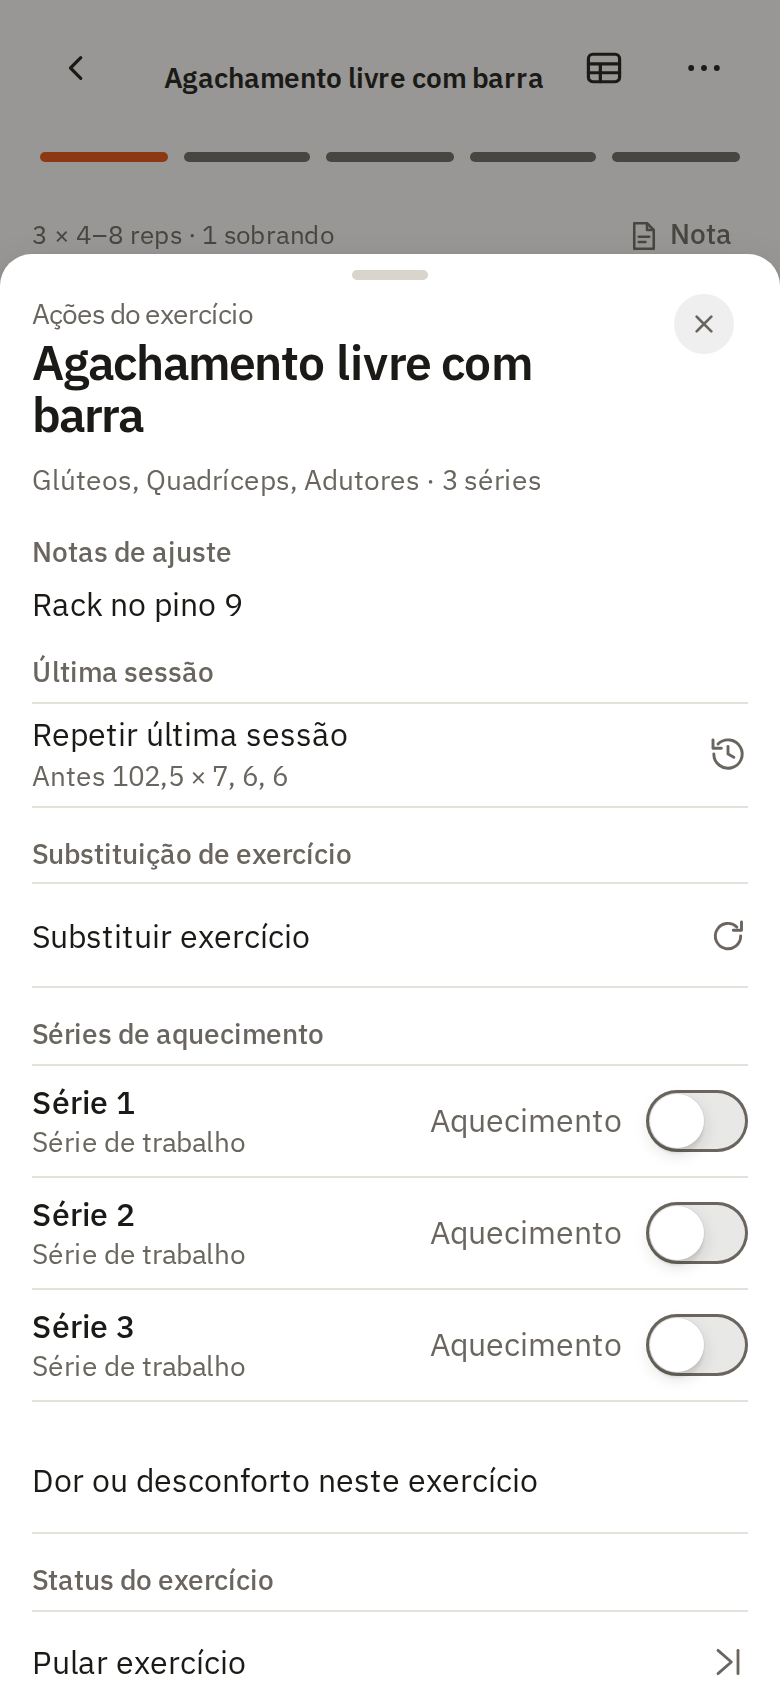 Agachamento livre com barra
3 × 4–8 reps · 1 sobrando
Nota
Ações do exercício
Agachamento livre com
barra
Glúteos, Quadríceps, Adutores · 3 séries
Notas de ajuste
Rack no pino 9
Última sessão
Repetir última sessão
Antes 102,5 × 7, 6, 6
Substituição de exercício
Substituir exercício
Séries de aquecimento
Série 1
Aquecimento
Série de trabalho
Série 2
Aquecimento
Série de trabalho
Série 3
Aquecimento
Série de trabalho
Dor ou desconforto neste exercício
Status do exercício
Pular exercício